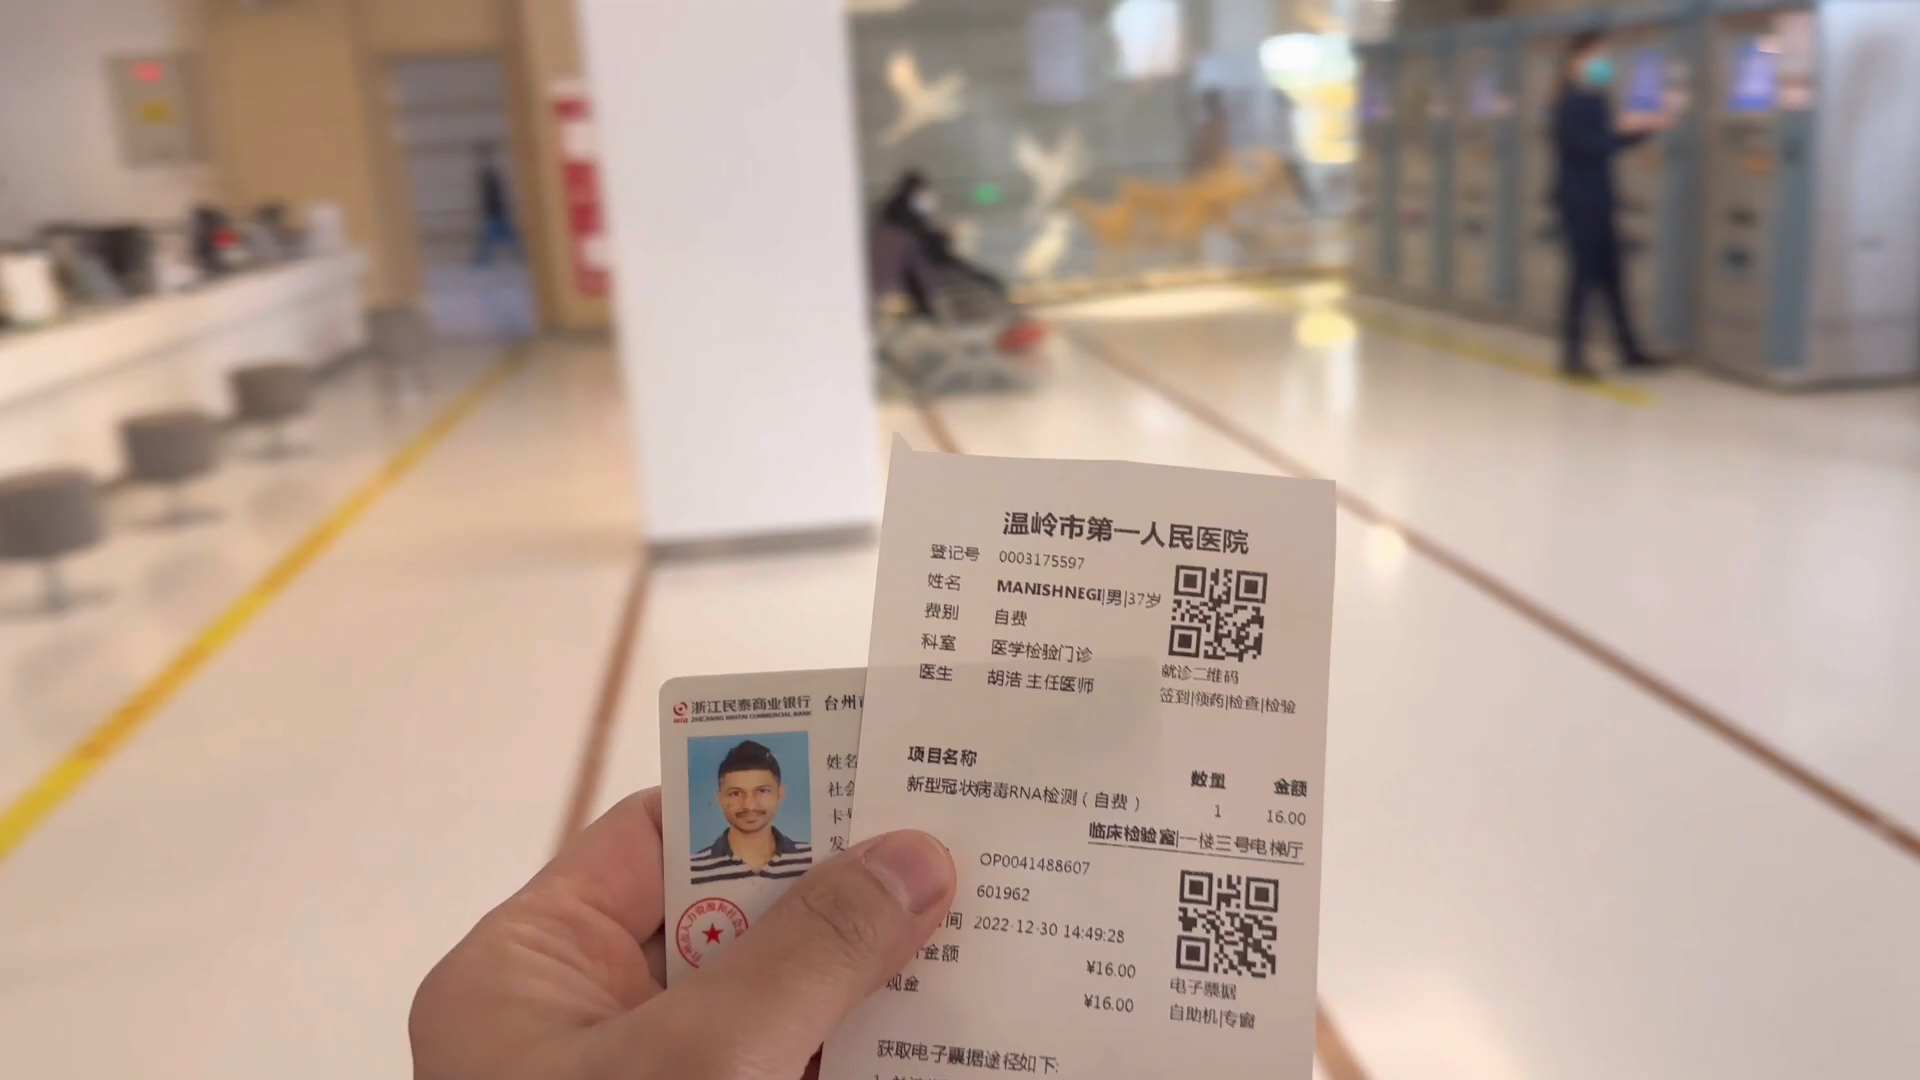 温岭市第一人民医院
登记号 0003175597
姓名 MANISHNEGI|男|37岁
费别 自费
科室 医学检验门诊
医生 胡洁 主任医师
就诊二维码
签到|领药|检查|检验
项目名称 数量 金额
新型冠状病毒RNA检测（自费） 1 16.00
临床检验室|一楼三号电梯厅
OP0041488607
601962
间 2022-12-30 14:49:28
金额 ¥16.00
现金 ¥16.00
电子票据
自助机|专窗
获取电子票据途径如下:
浙江民泰商业银行 台州
ZHEJIANG MINTAI COMMERCIAL BANK
姓名
社会
卡号
发